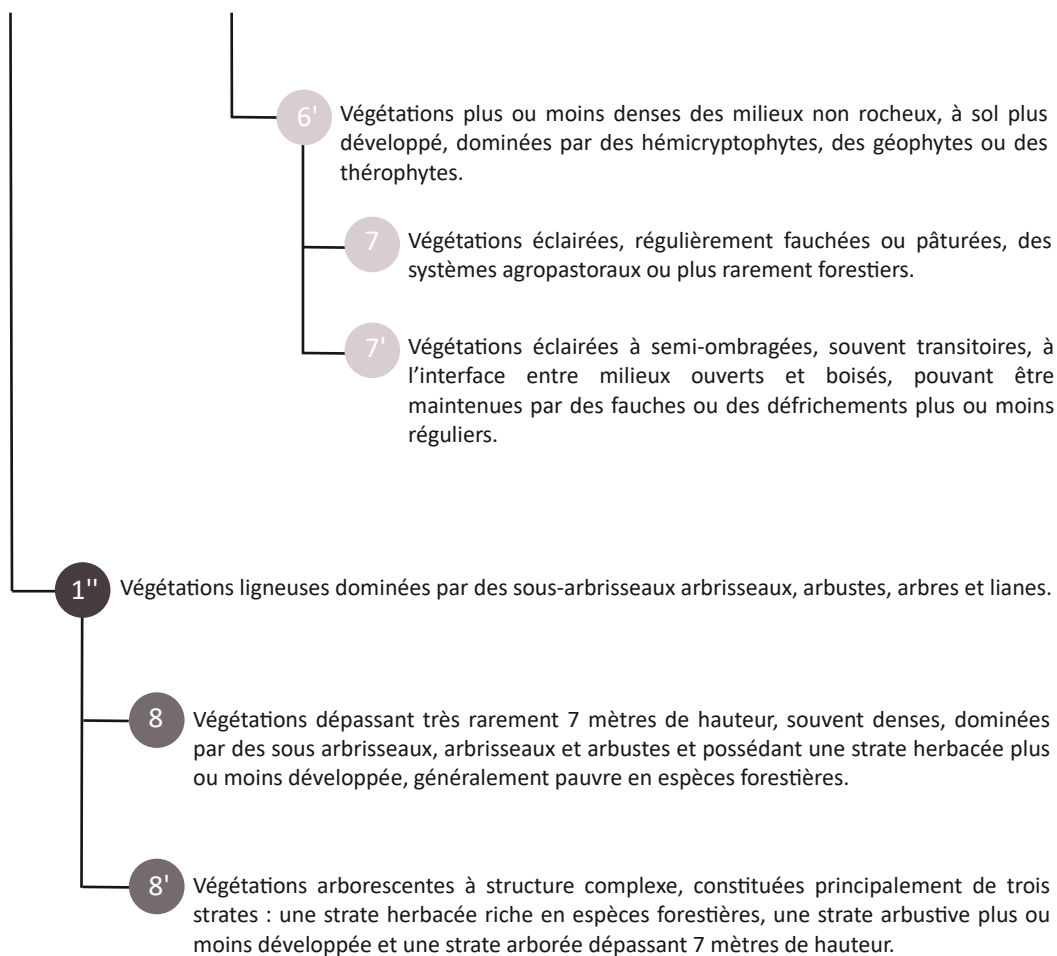 6' Végétations plus ou moins denses des milieux non rocheux, à sol plus
développé, dominées par des hémicryptophytes, des géophytes ou des
thérophytes.
7 Végétations éclairées, régulièrement fauchées ou pâturées, des
systèmes agropastoraux ou plus rarement forestiers.
7' Végétations éclairées à semi-ombragées, souvent transitoires, à
l'interface entre milieux ouverts et boisés, pouvant être
maintenues par des fauches ou des défrichements plus ou moins
réguliers.
1'' Végétations ligneuses dominées par des sous-arbrisseaux arbrisseaux, arbustes, arbres et lianes.
8 Végétations dépassant très rarement 7 mètres de hauteur, souvent denses, dominées
par des sous arbrisseaux, arbrisseaux et arbustes et possédant une strate herbacée plus
ou moins développée, généralement pauvre en espèces forestières.
8' Végétations arborescentes à structure complexe, constituées principalement de trois
strates : une strate herbacée riche en espèces forestières, une strate arbustive plus ou
moins développée et une strate arborée dépassant 7 mètres de hauteur.